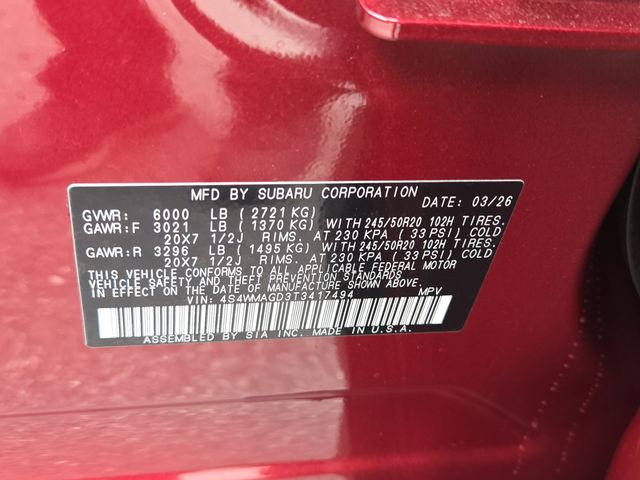 MFD BY SUBARU CORPORATION DATE: 03/26
GVWR: 6000 LB (2721 KG)
GAWR:F 3021 LB (1370 KG) WITH 245/50R20 102H TIRES.
20X7 1/2J RIMS. AT 230 KPA (33 PSI) COLD
GAWR:R 3296 LB (1495 KG) WITH 245/50R20 102H TIRES.
20X7 1/2J RIMS. AT 230 KPA (33 PSI) COLD
THIS VEHICLE CONFORMS TO ALL APPLICABLE FEDERAL MOTOR
VEHICLE SAFETY, AND THEFT PREVENTION STANDARDS
IN EFFECT ON THE DATE OF MANUFACTURE SHOWN ABOVE.
VIN: 4S4WMAGD3T3417494 MPV
ASSEMBLED BY SIA INC. MADE IN U.S.A.